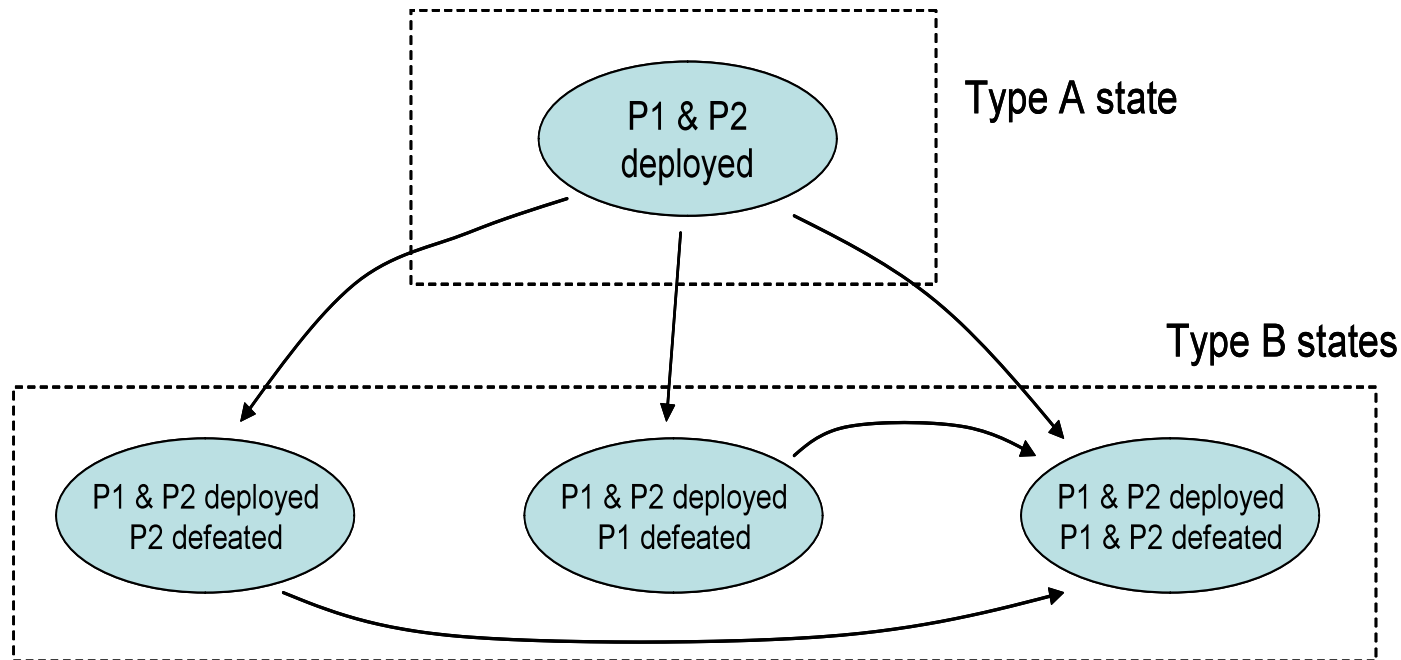 P1 & P2
deployed
Type A state
Type B states
P1 & P2 deployed
P2 defeated
P1 & P2 deployed
P1 defeated
P1 & P2 deployed
P1 & P2 defeated